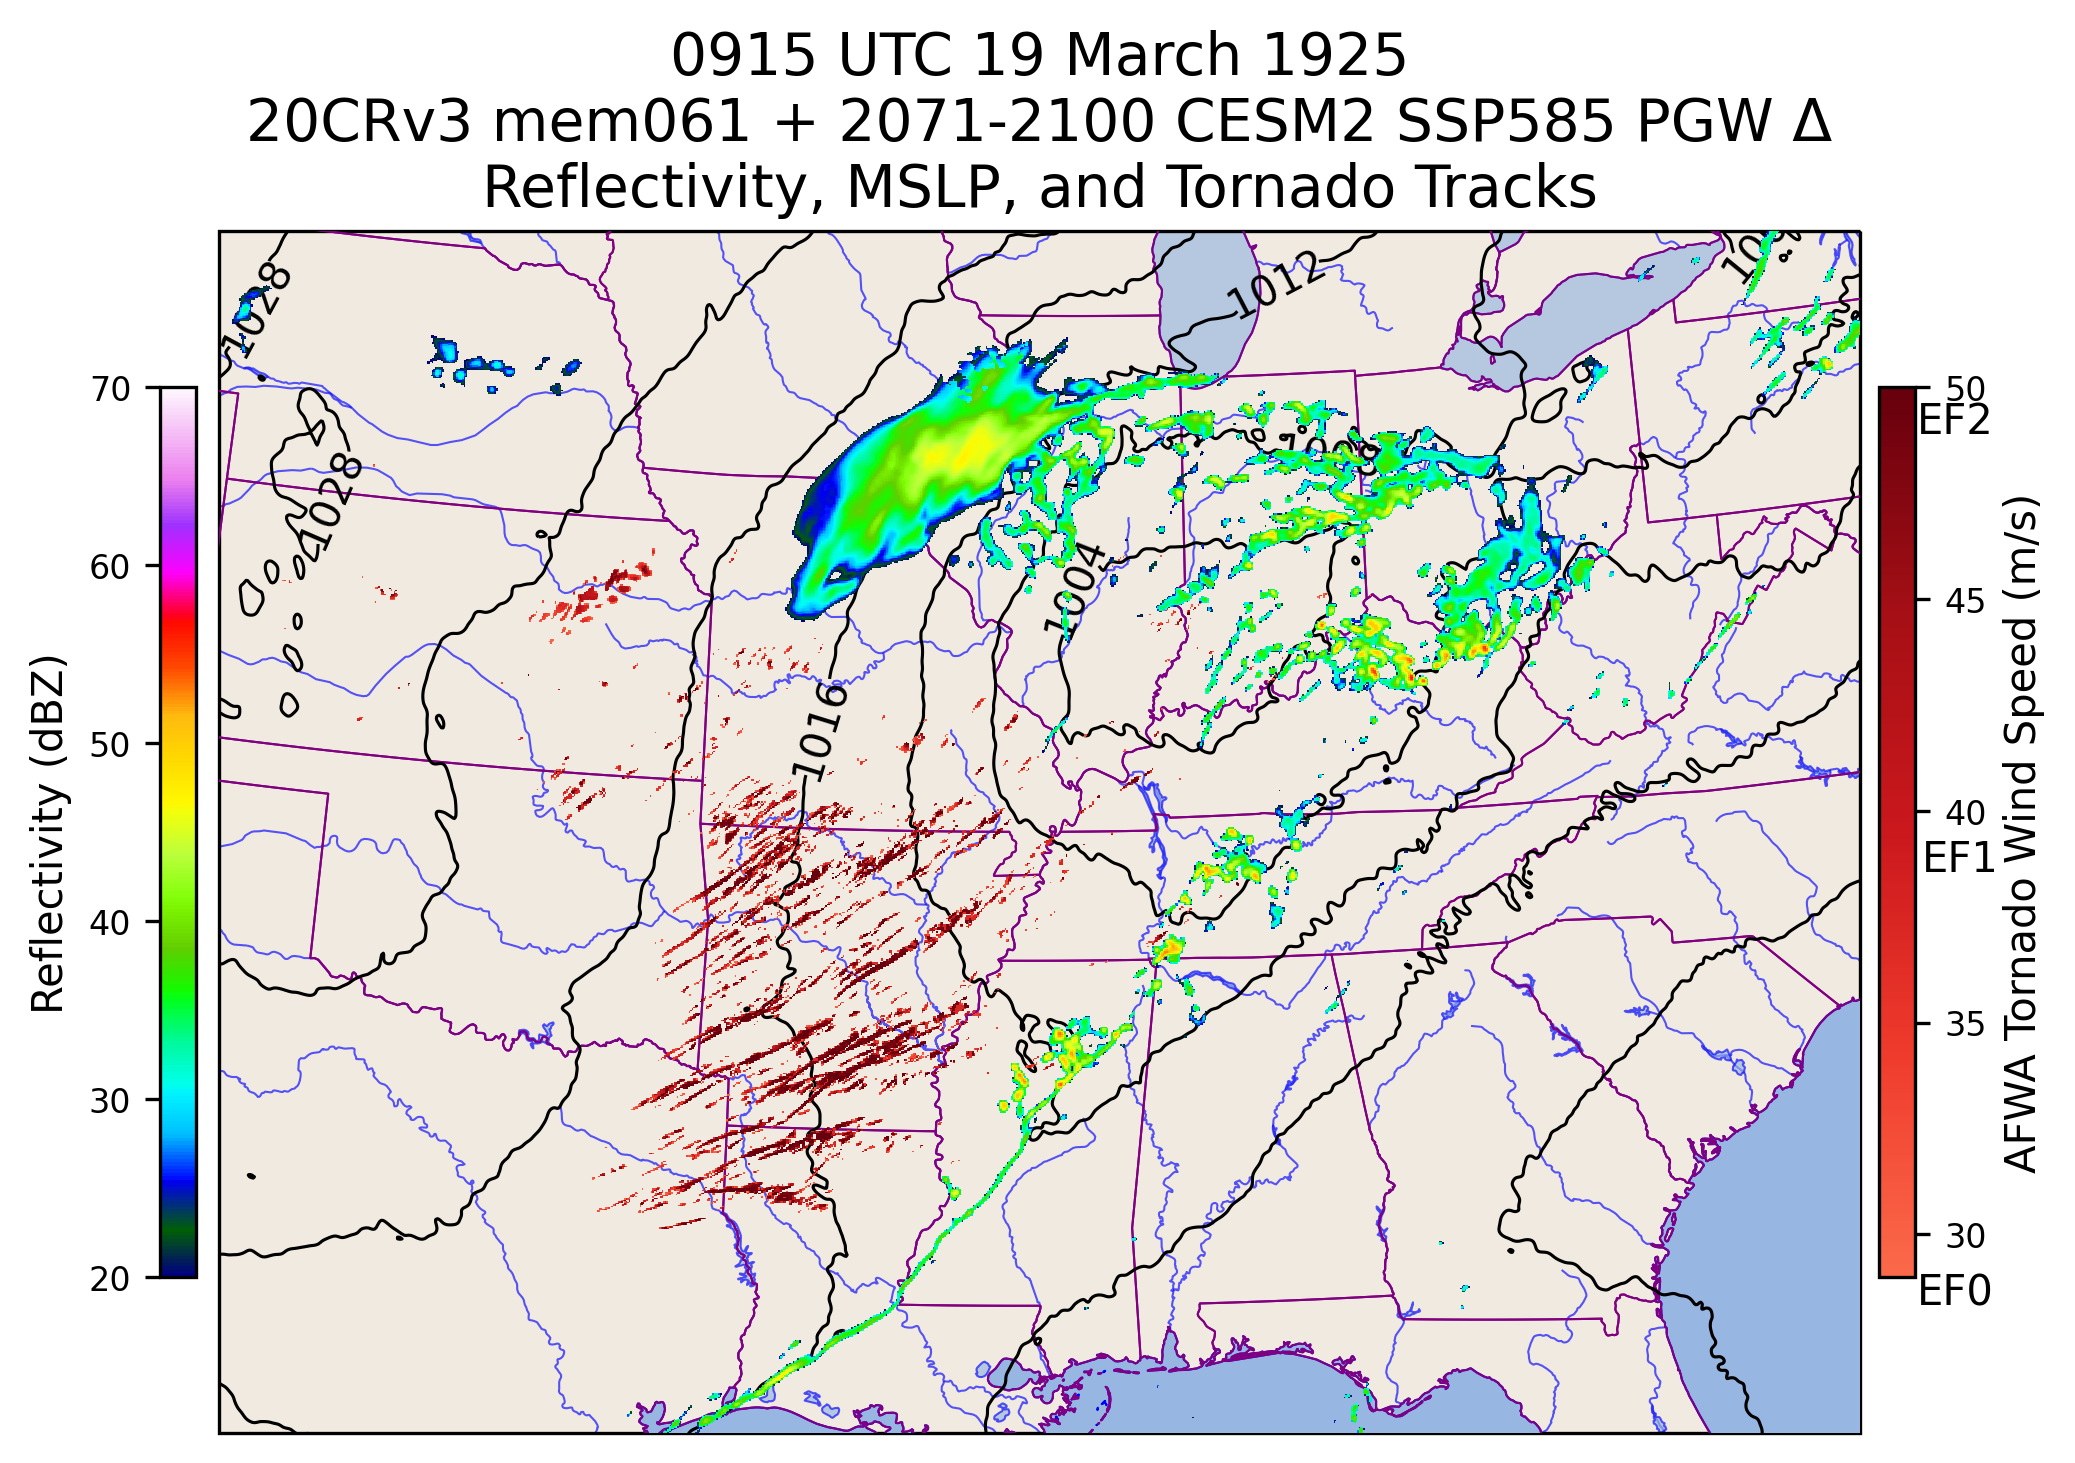 0915 UTC 19 March 1925
20CRv3 mem061 + 2071-2100 CESM2 SSP585 PGW Δ
Reflectivity, MSLP, and Tornado Tracks
1028
1012
1028
1004
1016
70
60
50
40
30
20
Reflectivity (dBZ)
50
EF2
45
40
EF1
35
30
EF0
AFWA Tornado Wind Speed (m/s)